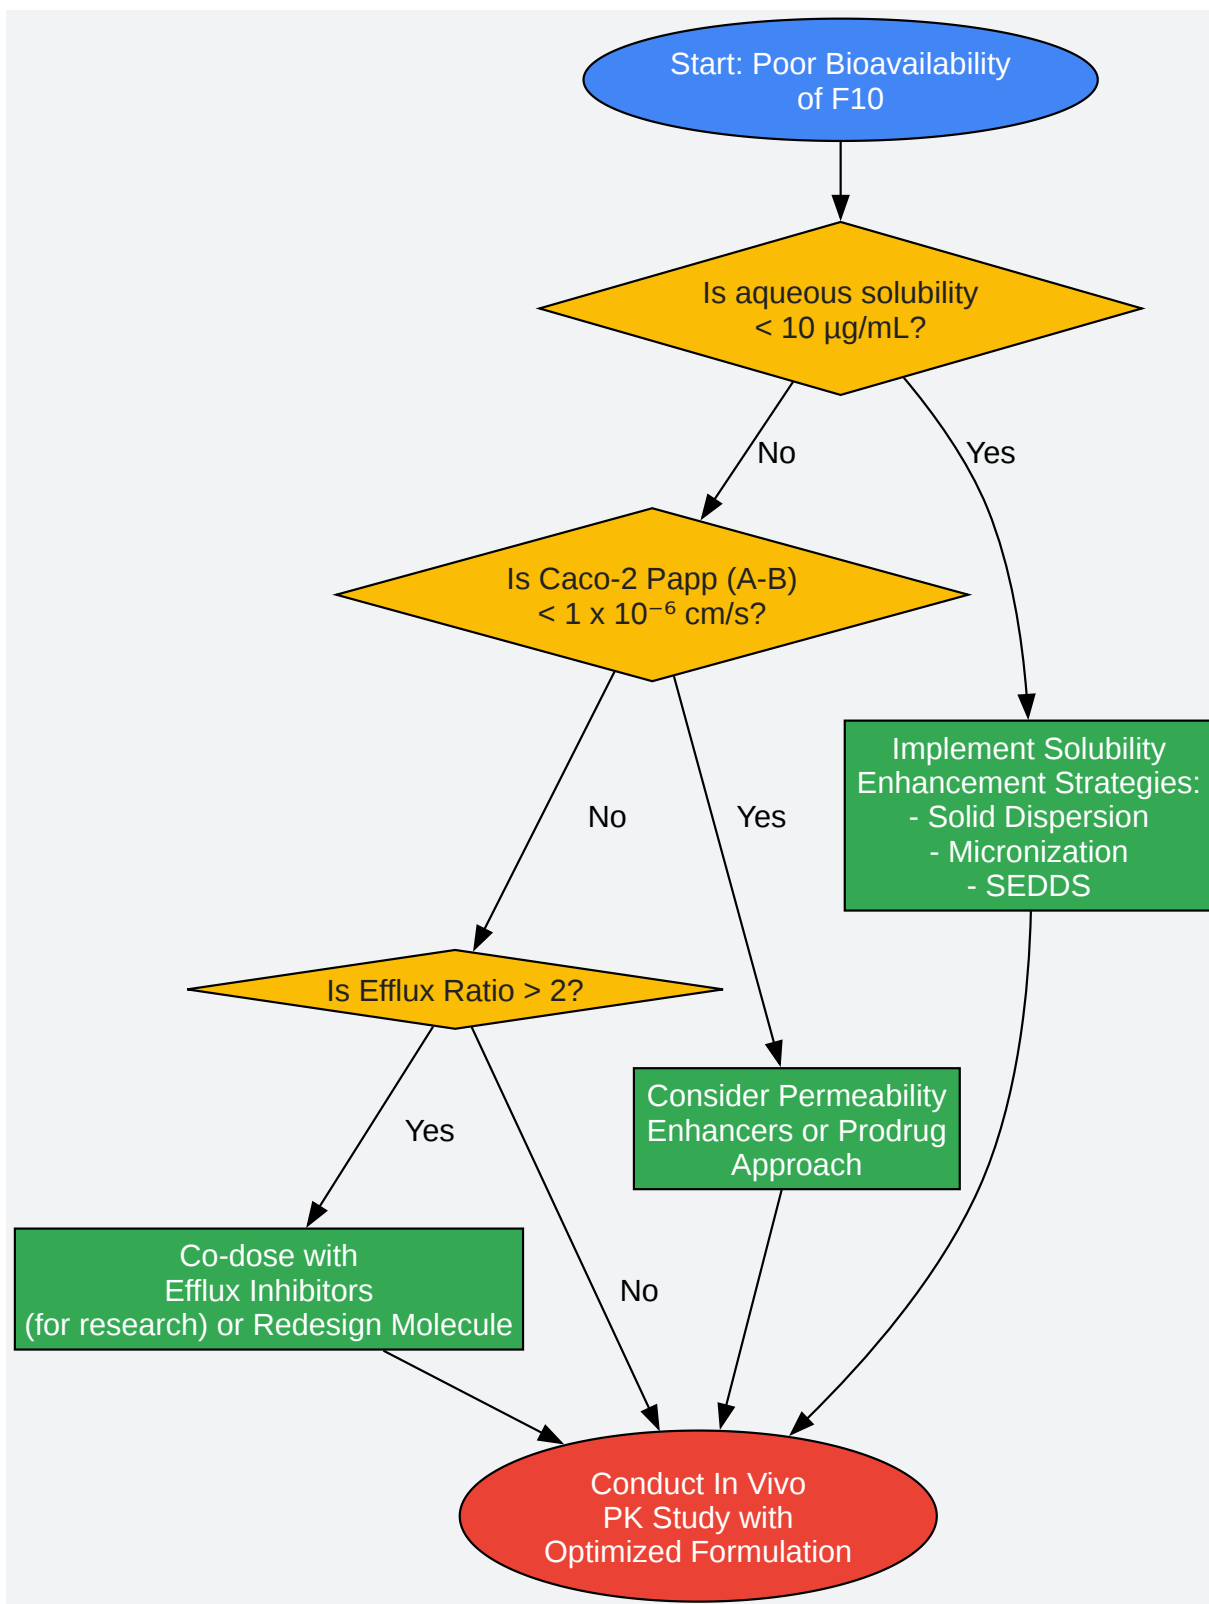 Start: Poor Bioavailability
of F10
Is aqueous solubility
< 10 µg/mL?
No
Yes
Is Caco-2 Papp (A-B)
< 1 x 10⁻⁶ cm/s?
Implement Solubility
Enhancement Strategies:
- Solid Dispersion
- Micronization
- SEDDS
No
Yes
Is Efflux Ratio > 2?
Consider Permeability
Enhancers or Prodrug
Approach
Yes
Co-dose with
Efflux Inhibitors
(for research) or Redesign Molecule
No
Conduct In Vivo
PK Study with
Optimized Formulation